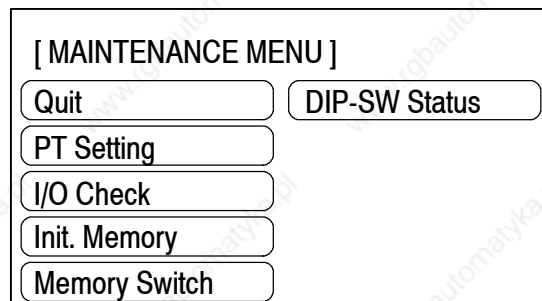 [ MAINTENANCE MENU ]
Quit
DIP-SW Status
PT Setting
I/O Check
Init. Memory
Memory Switch